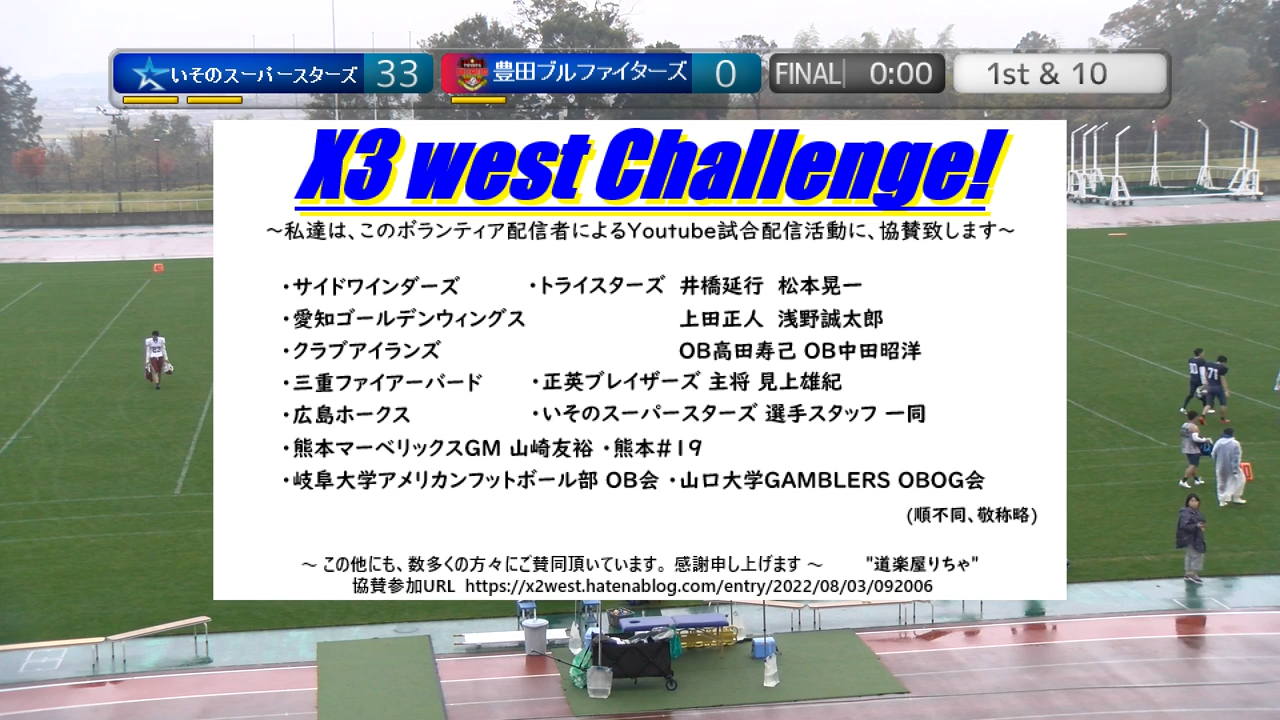 いそのスーパースターズ 33 豊田ブルファイターズ 0 FINAL 0:00 1st & 10
X3 west Challenge!
～私達は、このボランティア配信者によるYoutube試合配信活動に、協賛致します～
・サイドワインダーズ ・トライスターズ 井橋延行 松本晃一
・愛知ゴールデンウィングス 上田正人 浅野誠太郎
・クラブアイランズ OB高田寿己 OB中田昭洋
・三重ファイアーバード ・正英ブレイザーズ 主将 見上雄紀
・広島ホークス ・いそのスーパースターズ 選手スタッフ 一同
・熊本マーベリックスGM 山崎友裕 ・熊本#19
・岐阜大学アメリカンフットボール部 OB会 ・山口大学GAMBLERS OBOG会
(順不同、敬称略)
～ この他にも、数多くの方々にご賛同頂いています。感謝申し上げます ～ "道楽屋りちゃ"
協賛参加URL https://x2west.hatenablog.com/entry/2022/08/03/092006
71